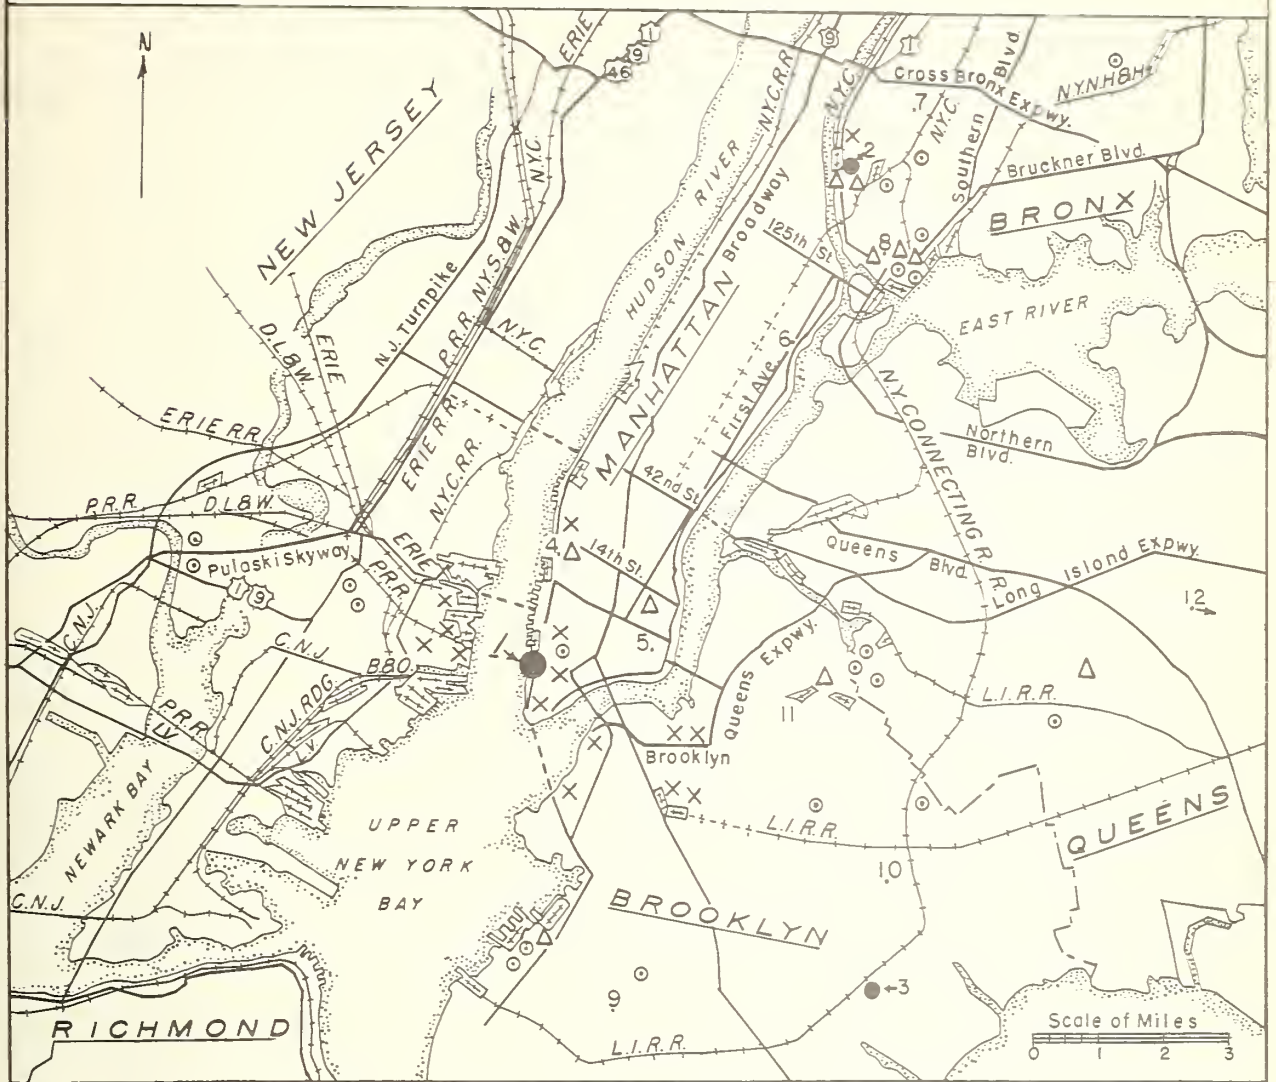 N
NEW JERSEY
ERIE
1
9
46
N.Y.C.
N.Y.C.R.R.
9
N.Y.C.
1
Cross Bronx Expwy.
Southern Blvd.
N.Y.N.H.&H.
.7
N.Y.C.
2
Bruckner Blvd.
BRONX
HUDSON RIVER
Broadway
125th St.
8
EAST RIVER
N.J. Turnpike
P.R.R. N.Y.S.&W.
N.Y.C.
D.L.&W.
ERIE
MANHATTAN
First Ave.
6.
N.Y. CONNECTING R.R.
Northern
Blvd.
ERIE R.R.
ERIE R.R.
N.Y.C.R.R.
42nd St.
P.R.R.
D.L.&W.
Pulaski Skyway
ERIE
P.R.R.
4.
14th St.
Queens
Blvd.
Long Island Expwy.
1 9
12
C.N.J.
C.N.J.
B.&O.
1
5.
Queens Expwy.
11
L.I.R.R.
P.R.R.
L.V.
C.N.J. RDG.
L.V.
Brooklyn
NEWARK BAY
UPPER
NEW YORK
BAY
L.I.R.R.
QUEENS
10
C.N.J.
BROOKLYN
9
3
RICHMOND
L.I.R.R.
Scale of Miles
0 1 2 3